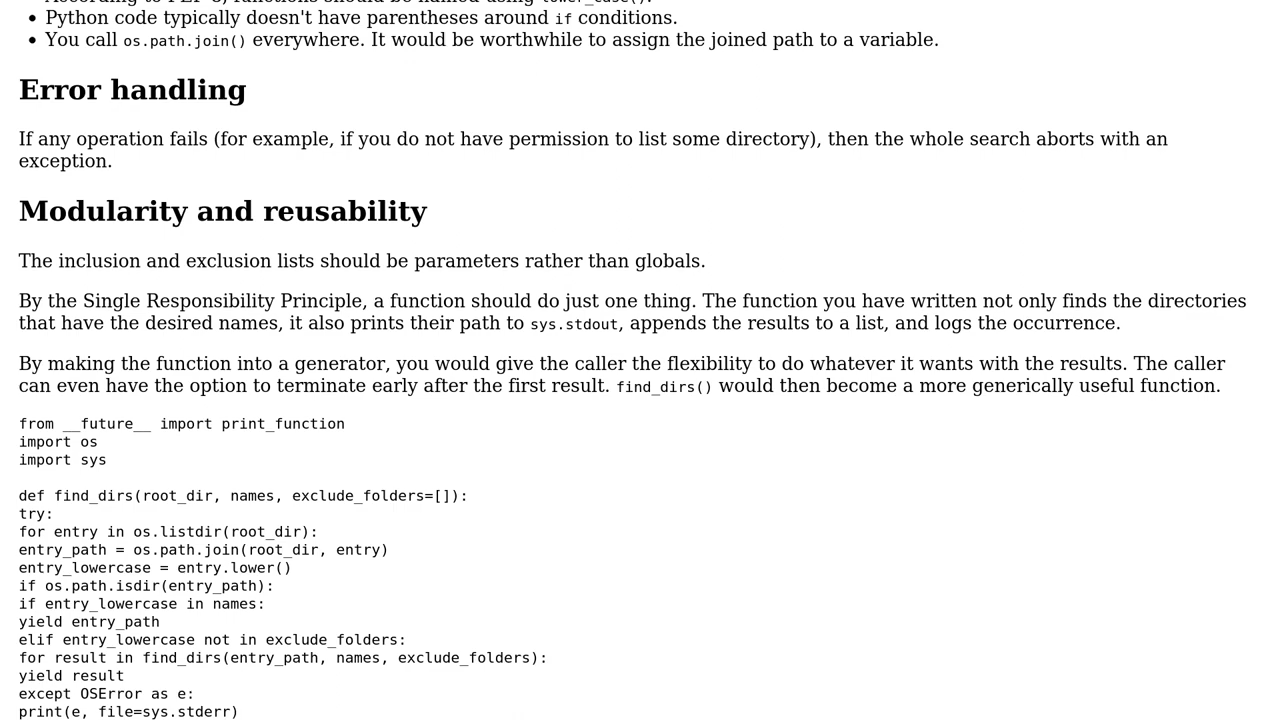 According to PEP 8, functions should be named using lower_case().
Python code typically doesn't have parentheses around if conditions.
You call os.path.join() everywhere. It would be worthwhile to assign the joined path to a variable.
Error handling
If any operation fails (for example, if you do not have permission to list some directory), then the whole search aborts with an
exception.
Modularity and reusability
The inclusion and exclusion lists should be parameters rather than globals.
By the Single Responsibility Principle, a function should do just one thing. The function you have written not only finds the directories
that have the desired names, it also prints their path to sys.stdout, appends the results to a list, and logs the occurrence.
By making the function into a generator, you would give the caller the flexibility to do whatever it wants with the results. The caller
can even have the option to terminate early after the first result. find_dirs() would then become a more generically useful function.
from __future__ import print_function
import os
import sys
def find_dirs(root_dir, names, exclude_folders=[]):
try:
for entry in os.listdir(root_dir):
entry_path = os.path.join(root_dir, entry)
entry_lowercase = entry.lower()
if os.path.isdir(entry_path):
if entry_lowercase in names:
yield entry_path
elif entry_lowercase not in exclude_folders:
for result in find_dirs(entry_path, names, exclude_folders):
yield result
except OSError as e:
print(e, file=sys.stderr)